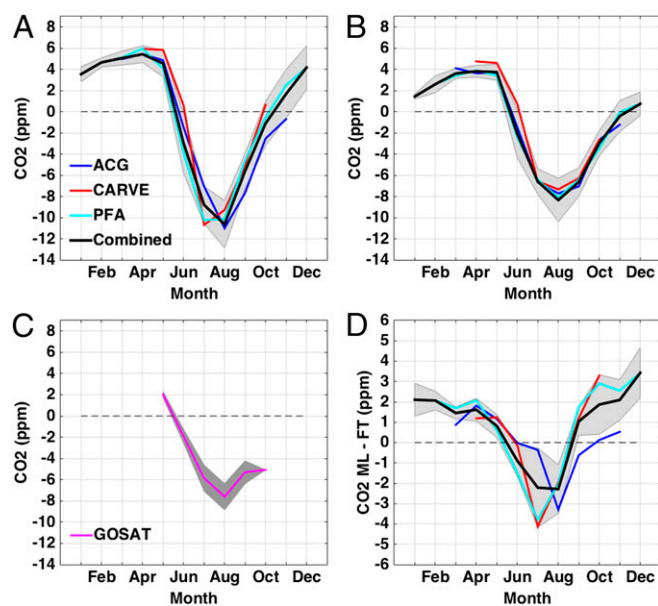 A
8
6
4
2
0
-2
-4
-6
-8
-10
-12
-14
CO2 (ppm)
ACG
CARVE
PFA
Combined
Feb Apr Jun Aug Oct Dec
Month
B
8
6
4
2
0
-2
-4
-6
-8
-10
-12
-14
CO2 (ppm)
Feb Apr Jun Aug Oct Dec
Month
C
8
6
4
2
0
-2
-4
-6
-8
-10
-12
-14
CO2 (ppm)
GOSAT
Feb Apr Jun Aug Oct Dec
Month
D
6
5
4
3
2
1
0
-1
-2
-3
-4
-5
-6
CO2 ML - FT (ppm)
Feb Apr Jun Aug Oct Dec
Month